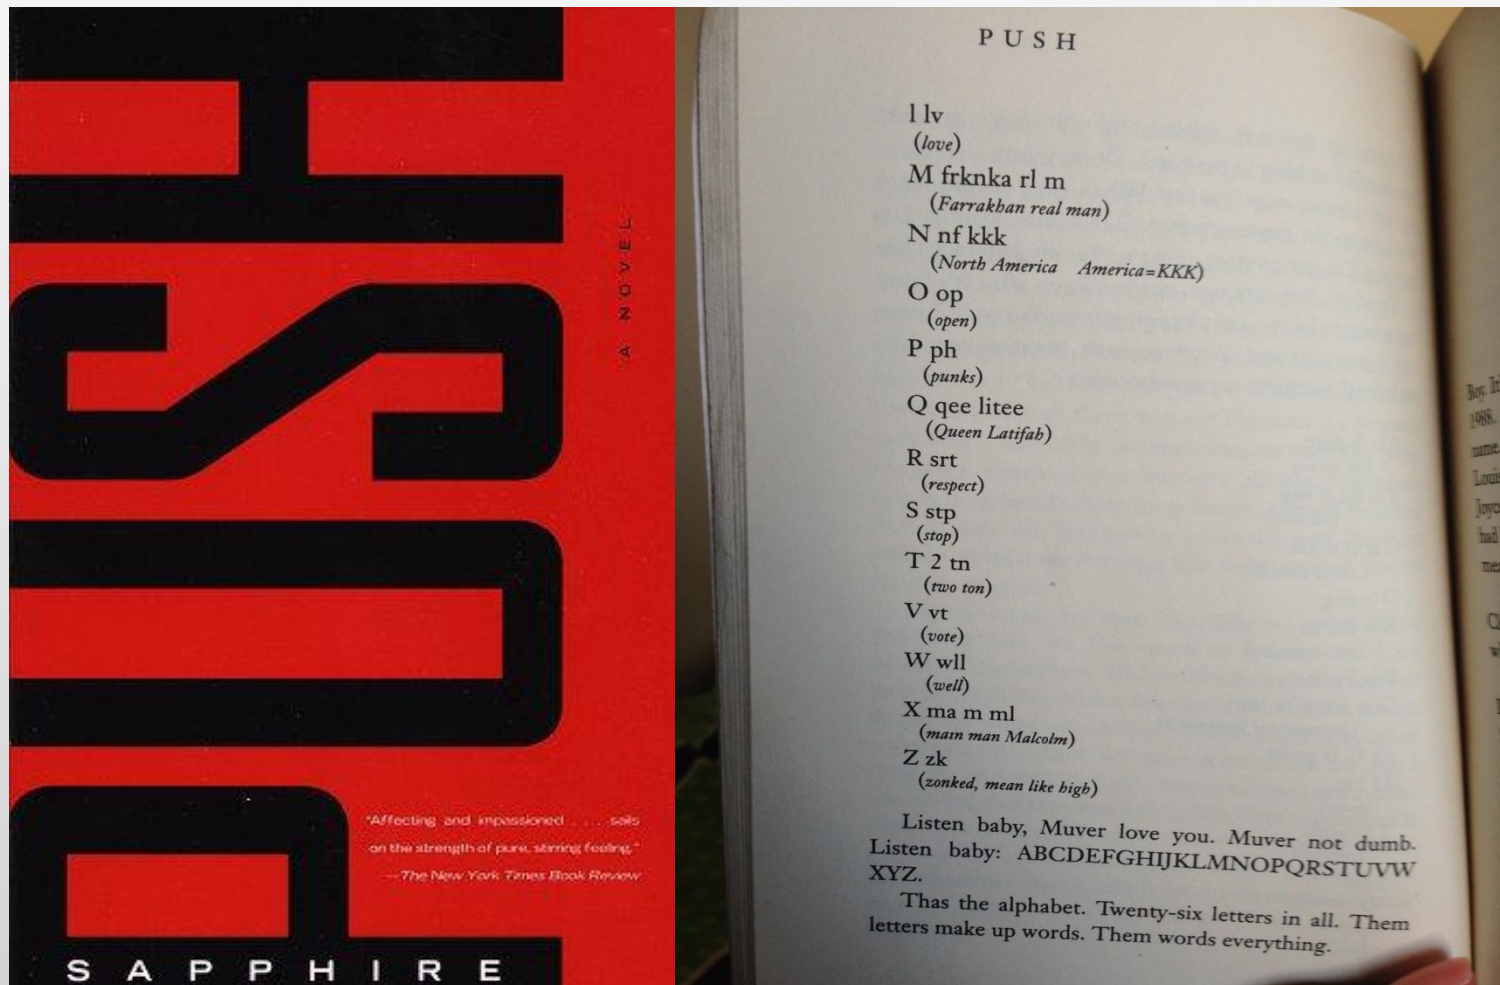 PUSH
A NOVEL
"Affecting and impassioned . . . sails
on the strength of pure, stirring feeling."
—The New York Times Book Review
SAPPHIRE
PUSH
l lv
(love)
M frknka rl m
(Farrakhan real man)
N nf kkk
(North America America=KKK)
O op
(open)
P ph
(punks)
Q qee litee
(Queen Latifah)
R srt
(respect)
S stp
(stop)
T 2 tn
(two ton)
V vt
(vote)
W wll
(well)
X ma m ml
(main man Malcolm)
Z zk
(zonked, mean like high)
Listen baby, Muver love you. Muver not dumb.
Listen baby: ABCDEFGHIJKLMNOPQRSTUVW
XYZ.
Thas the alphabet. Twenty-six letters in all. Them
letters make up words. Them words everything.
Boy.
1988.
name.
had